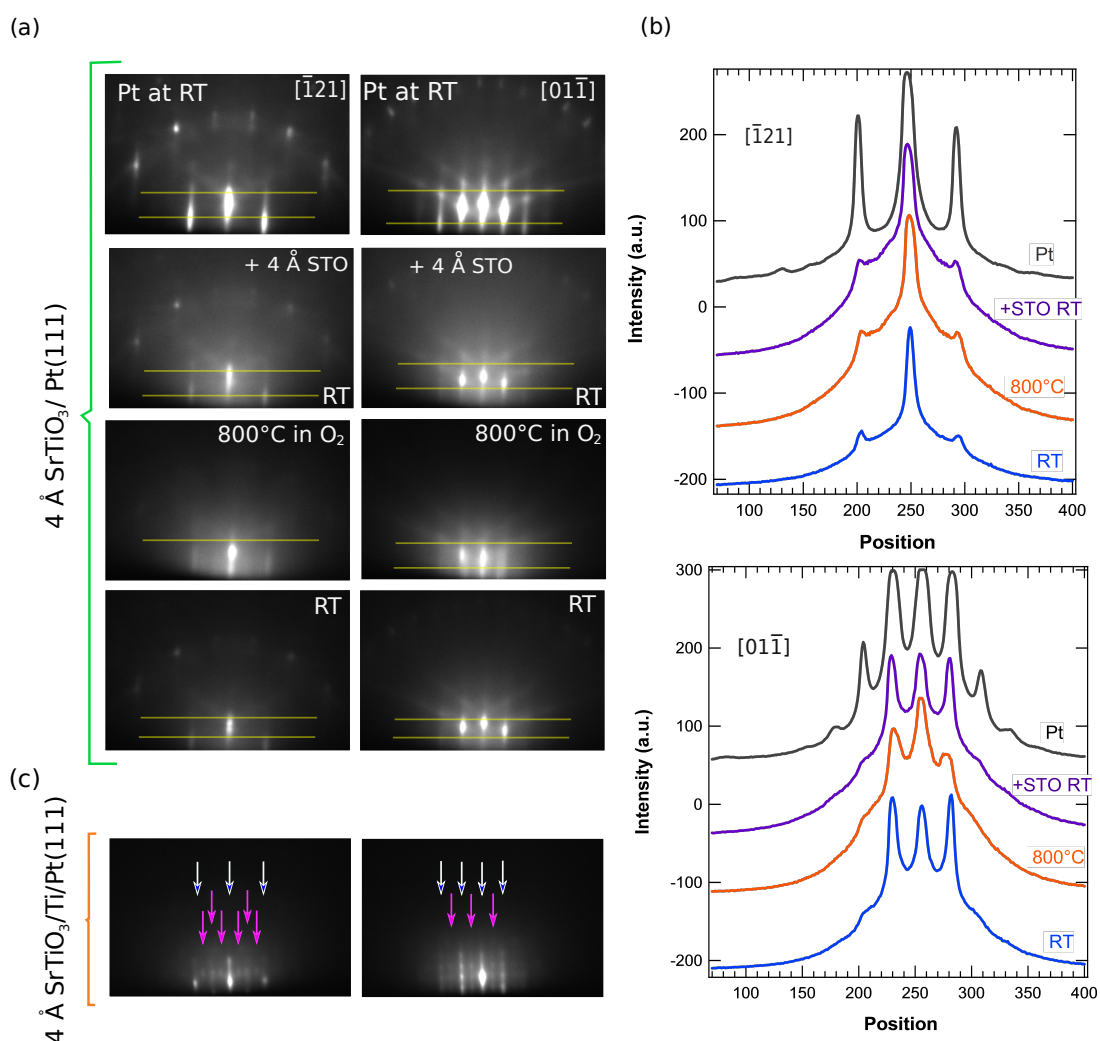 (a)
Pt at RT
[1̅21]
Pt at RT
[011̅]
+ 4 Å STO
RT
+ 4 Å STO
RT
800°C in O₂
800°C in O₂
RT
RT
4 Å SrTiO₃/ Pt(111)
(c)
4 Å SrTiO₃/Ti/Pt(111)
(b)
[1̅21]
Intensity (a.u.)
200
100
0
-100
-200
Pt
+STO RT
800°C
RT
100 150 200 250 300 350 400
Position
[011̅]
Intensity (a.u.)
300
200
100
0
-100
-200
Pt
+STO RT
800°C
RT
100 150 200 250 300 350 400
Position